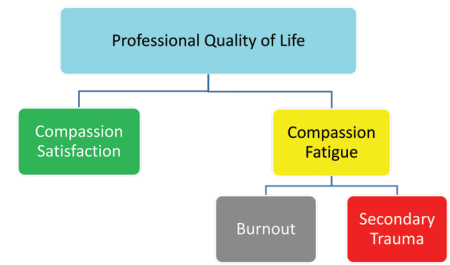 Professional Quality of Life
Compassion
Satisfaction
Compassion
Fatigue
Burnout
Secondary
Trauma